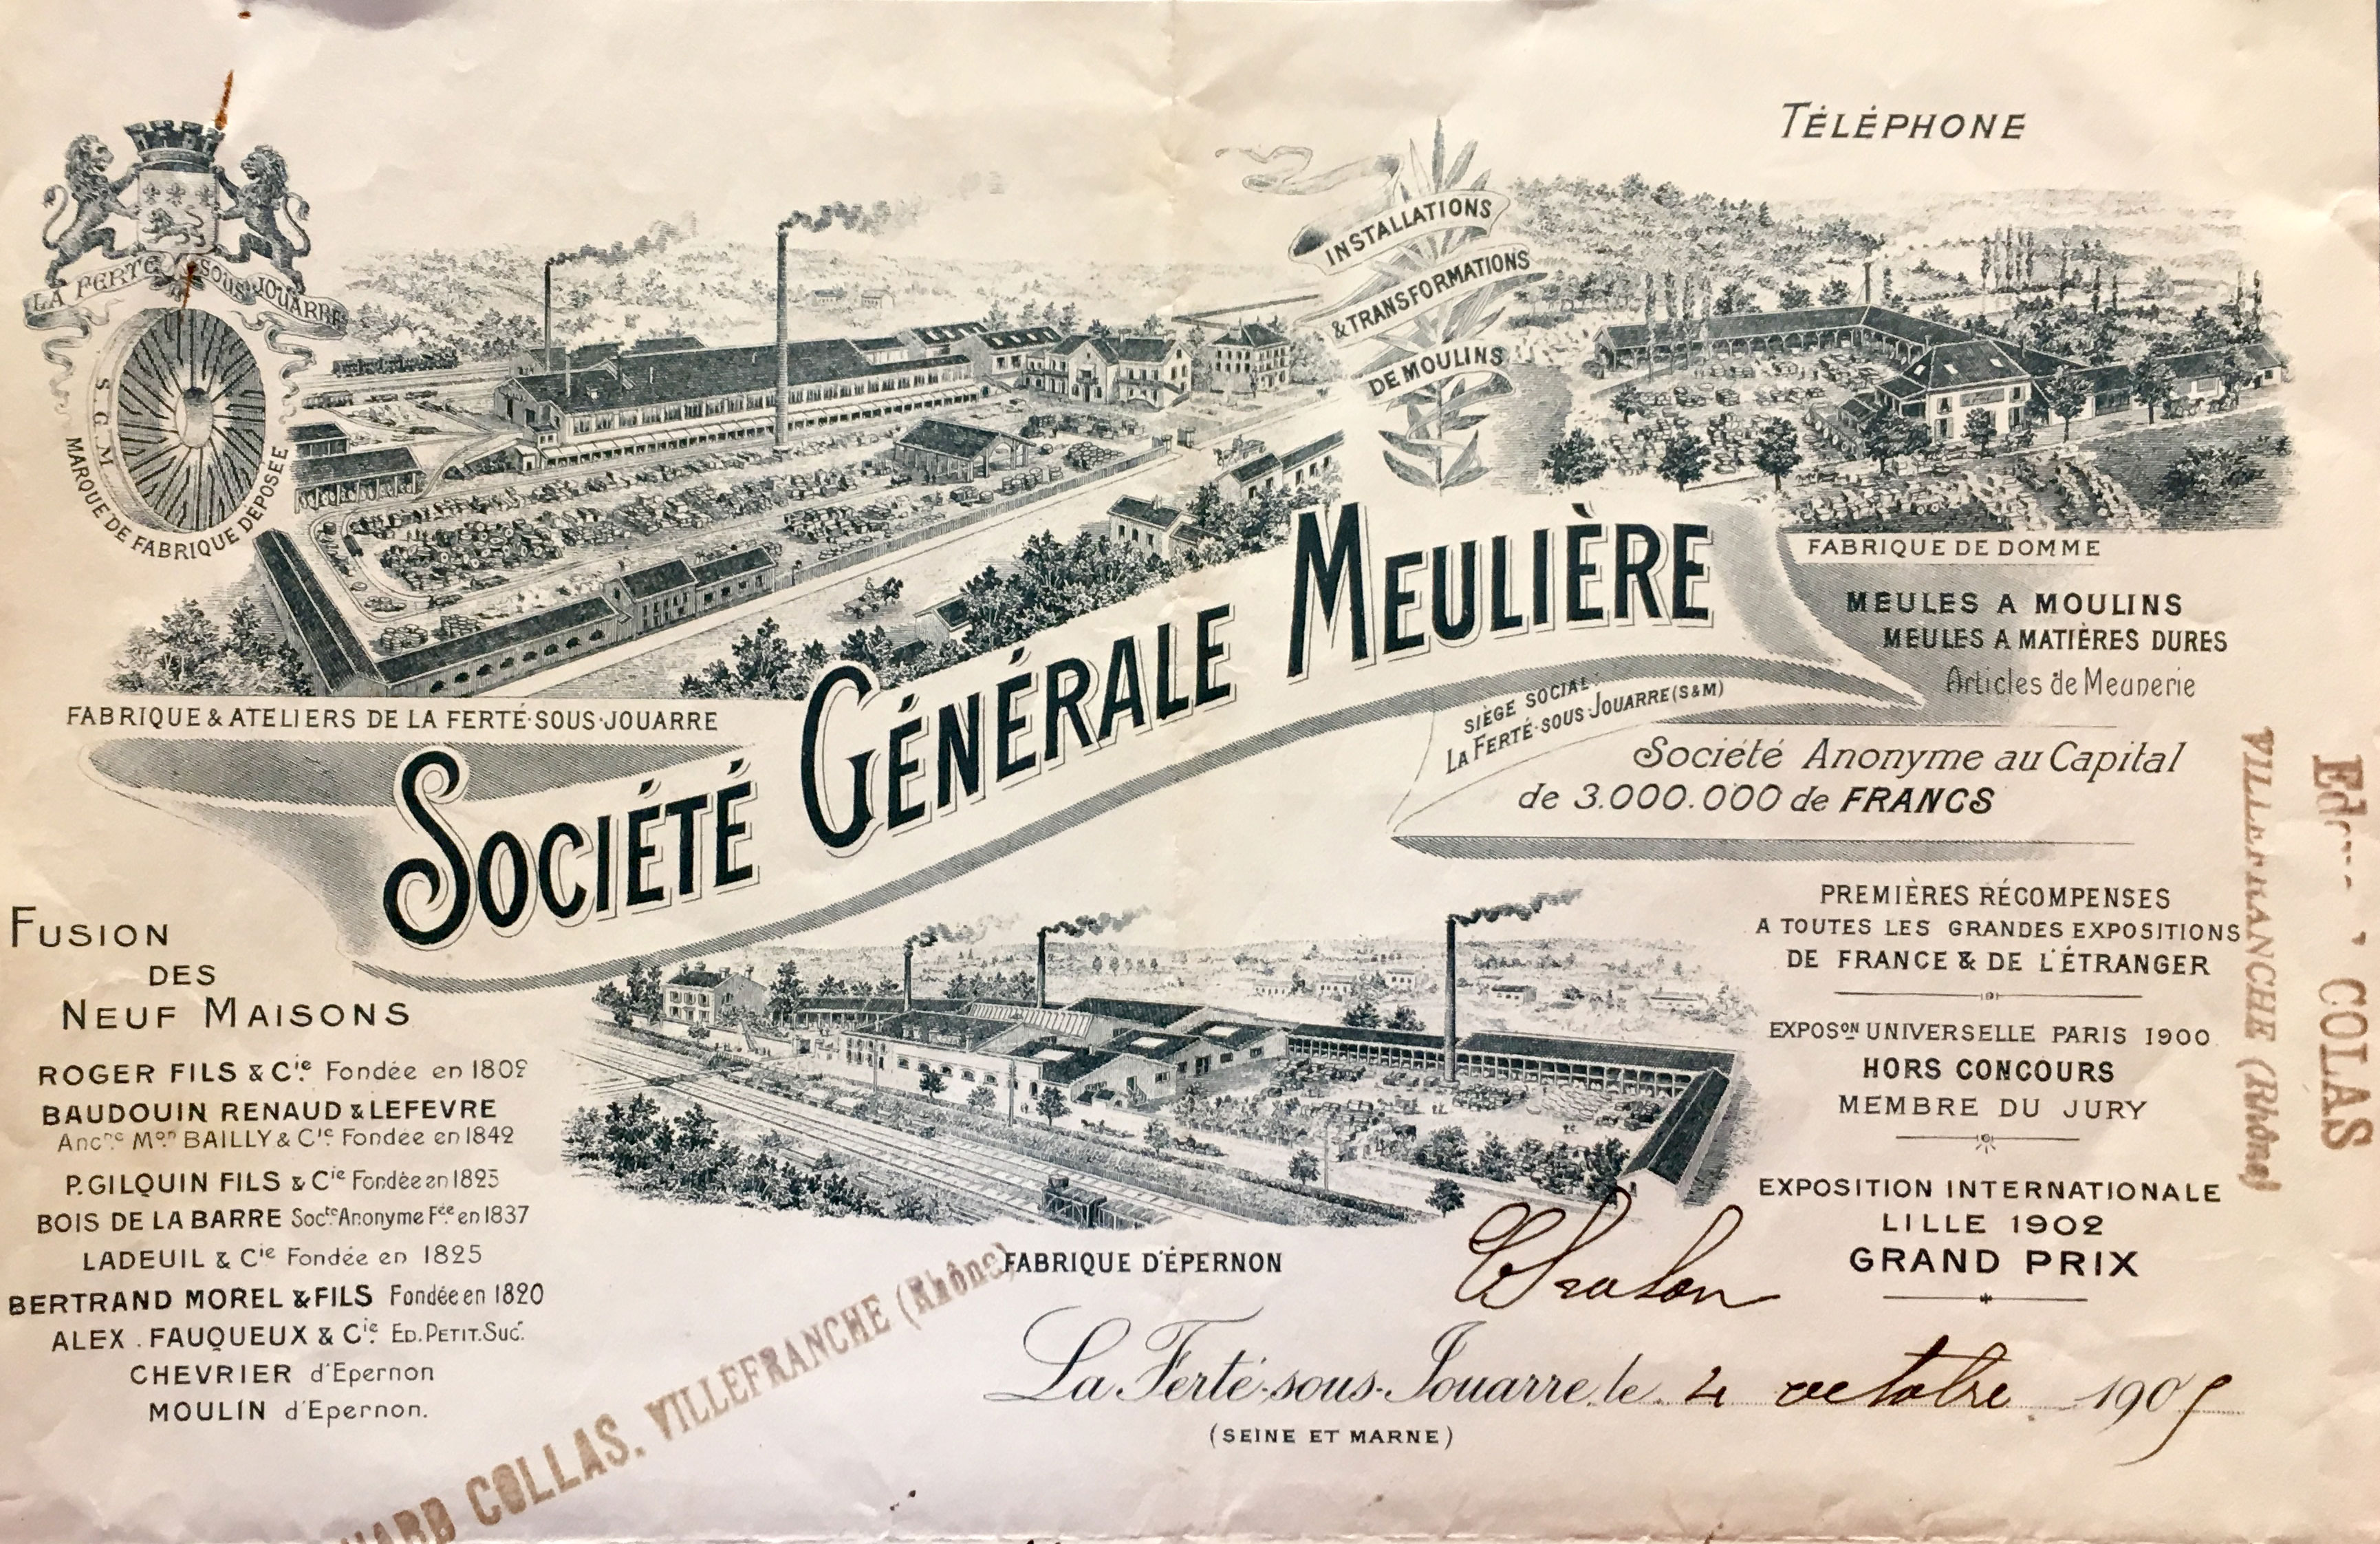 TÉLÉPHONE
LA FERTE SOUS JOUARRE
S.G.M
MARQUE DE FABRIQUE DEPOSEE
INSTALLATIONS
& TRANSFORMATIONS
DE MOULINS
FABRIQUE & ATELIERS DE LA FERTÉ-SOUS-JOUARRE
FABRIQUE DE DOMME
SOCIÉTÉ GÉNÉRALE MEULIÈRE
MEULES A MOULINS
MEULES A MATIÈRES DURES
Articles de Meunerie
SIÈGE SOCIAL:
LA FERTÉ-SOUS-JOUARRE (S&M)
Société Anonyme au Capital
de 3.000.000 de FRANCS
FUSION
DES
NEUF MAISONS
ROGER FILS & Cie Fondée en 1802
BAUDOUIN RENAUD & LEFEVRE
Ancne Mon BAILLY & Cie Fondée en 1842
P. GILQUIN FILS & Cie Fondée en 1825
BOIS DE LA BARRE Socte Anonyme Fée en 1837
LADEUIL & Cie Fondée en 1825
BERTRAND MOREL & FILS Fondée en 1820
ALEX. FAUQUEUX & Cie ED. PETIT. Suc.
CHEVRIER d'Epernon
MOULIN d'Epernon.
PREMIÈRES RÉCOMPENSES
A TOUTES LES GRANDES EXPOSITIONS
DE FRANCE & DE L'ÉTRANGER
EXPOSON UNIVERSELLE PARIS 1900
HORS CONCOURS
MEMBRE DU JURY
EXPOSITION INTERNATIONALE
LILLE 1902
GRAND PRIX
FABRIQUE D'ÉPERNON
La Ferté-sous-Jouarre, le 4 octobre 1905
(SEINE ET MARNE)
COLLAS. VILLEFRANCHE (Rhône)
COLAS
VILLEFRANCHE (Rhône)